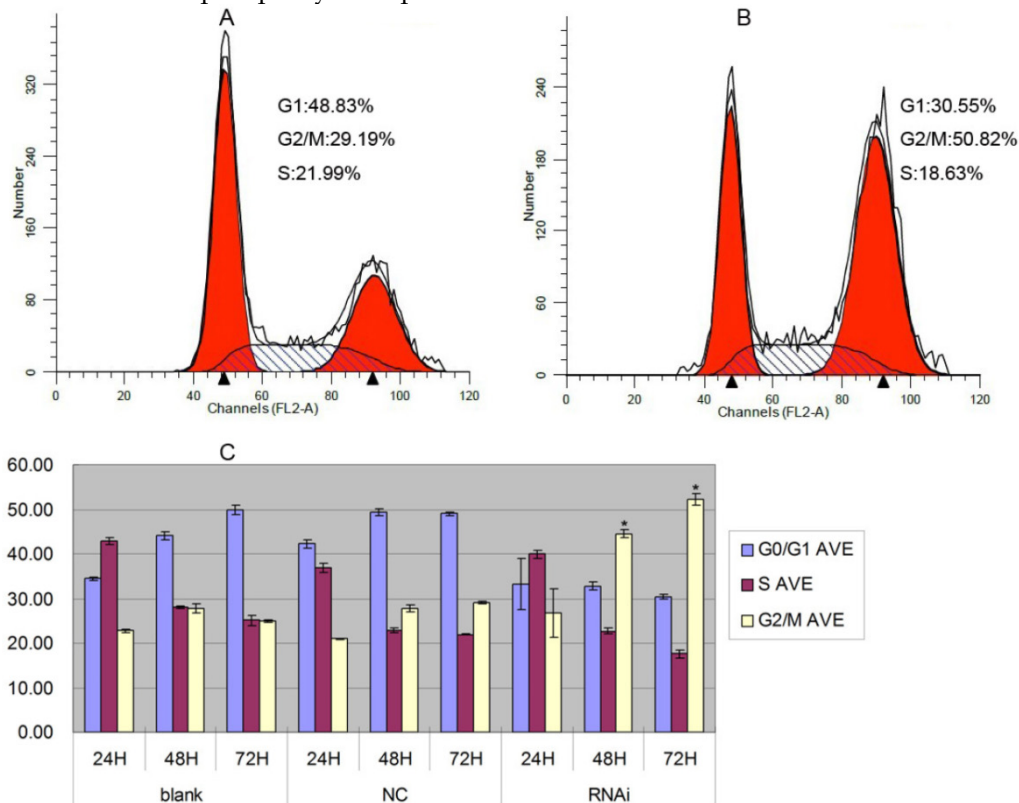 A
320
240
160
80
0
Number
G1:48.83%
G2/M:29.19%
S:21.99%
0 20 40 60 80 100 120
Channels (FL2-A)
B
240
180
120
60
0
Number
G1:30.55%
G2/M:50.82%
S:18.63%
0 20 40 60 80 100 120
Channels (FL2-A)
C
60.00
50.00
40.00
30.00
20.00
10.00
0.00
*
*
24H 48H 72H 24H 48H 72H 24H 48H 72H
blank NC RNAi
G0/G1 AVE
S AVE
G2/M AVE